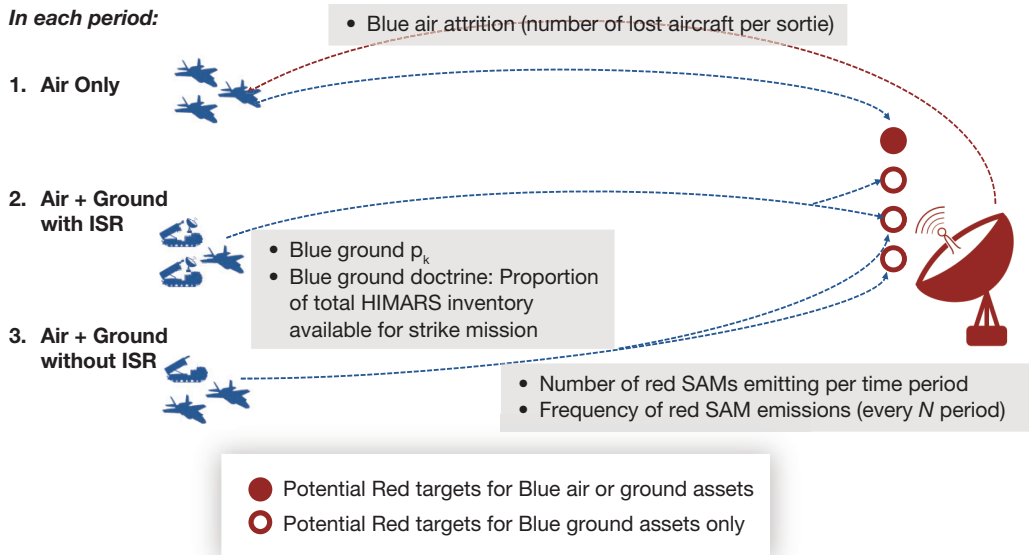 In each period:
• Blue air attrition (number of lost aircraft per sortie)
1. Air Only
2. Air + Ground
with ISR
• Blue ground pk
• Blue ground doctrine: Proportion
of total HIMARS inventory
available for strike mission
3. Air + Ground
without ISR
• Number of red SAMs emitting per time period
• Frequency of red SAM emissions (every N period)
Potential Red targets for Blue air or ground assets
Potential Red targets for Blue ground assets only